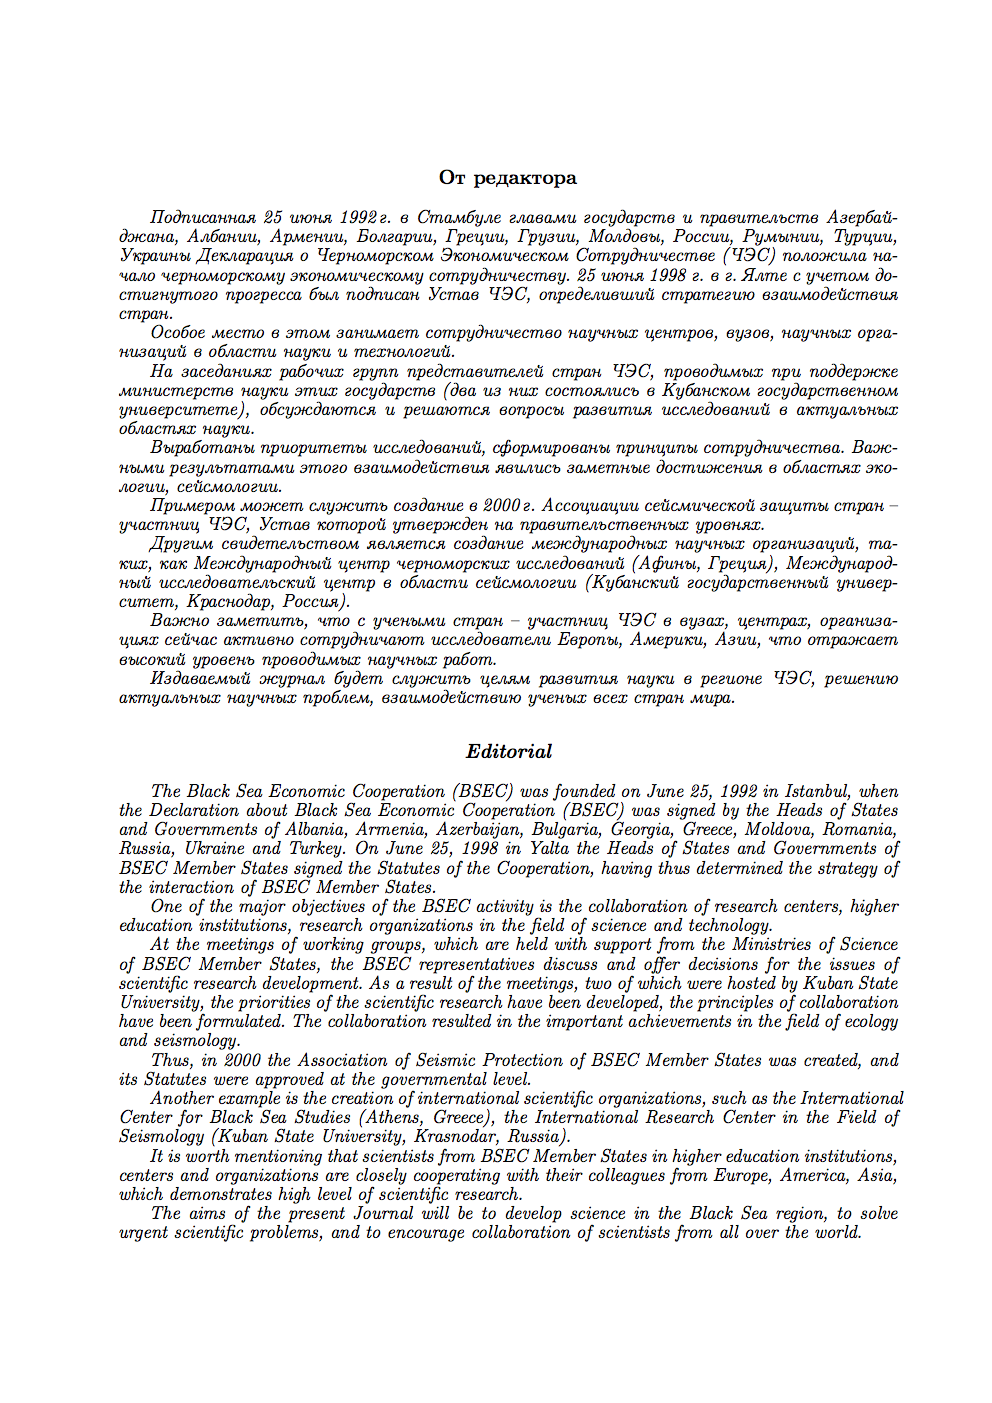 От редактора
Подписанная 25 июня 1992 г. в Стамбуле главами государств и правительств Азербай-
джана, Албании, Армении, Болгарии, Греции, Грузии, Молдовы, России, Румынии, Турции,
Украины Декларация о Черноморском Экономическом Сотрудничестве (ЧЭС) положила на-
чало черноморскому экономическому сотрудничеству. 25 июня 1998 г. в г. Ялте с учетом до-
стигнутого прогресса был подписан Устав ЧЭС, определивший стратегию взаимодействия
стран.
Особое место в этом занимает сотрудничество научных центров, вузов, научных орга-
низаций в области науки и технологий.
На заседаниях рабочих групп представителей стран ЧЭС, проводимых при поддержке
министерств науки этих государств (два из них состоялись в Кубанском государственном
университете), обсуждаются и решаются вопросы развития исследований в актуальных
областях науки.
Выработаны приоритеты исследований, сформированы принципы сотрудничества. Важ-
ными результатами этого взаимодействия явились заметные достижения в областях эко-
логии, сейсмологии.
Примером может служить создание в 2000 г. Ассоциации сейсмической защиты стран –
участниц ЧЭС, Устав которой утвержден на правительственных уровнях.
Другим свидетельством является создание международных научных организаций, та-
ких, как Международный центр черноморских исследований (Афины, Греция), Международ-
ный исследовательский центр в области сейсмологии (Кубанский государственный универ-
ситет, Краснодар, Россия).
Важно заметить, что с учеными стран – участниц ЧЭС в вузах, центрах, организа-
циях сейчас активно сотрудничают исследователи Европы, Америки, Азии, что отражает
высокий уровень проводимых научных работ.
Издаваемый журнал будет служить целям развития науки в регионе ЧЭС, решению
актуальных научных проблем, взаимодействию ученых всех стран мира.
Editorial
The Black Sea Economic Cooperation (BSEC) was founded on June 25, 1992 in Istanbul, when
the Declaration about Black Sea Economic Cooperation (BSEC) was signed by the Heads of States
and Governments of Albania, Armenia, Azerbaijan, Bulgaria, Georgia, Greece, Moldova, Romania,
Russia, Ukraine and Turkey. On June 25, 1998 in Yalta the Heads of States and Governments of
BSEC Member States signed the Statutes of the Cooperation, having thus determined the strategy of
the interaction of BSEC Member States.
One of the major objectives of the BSEC activity is the collaboration of research centers, higher
education institutions, research organizations in the field of science and technology.
At the meetings of working groups, which are held with support from the Ministries of Science
of BSEC Member States, the BSEC representatives discuss and offer decisions for the issues of
scientific research development. As a result of the meetings, two of which were hosted by Kuban State
University, the priorities of the scientific research have been developed, the principles of collaboration
have been formulated. The collaboration resulted in the important achievements in the field of ecology
and seismology.
Thus, in 2000 the Association of Seismic Protection of BSEC Member States was created, and
its Statutes were approved at the governmental level.
Another example is the creation of international scientific organizations, such as the International
Center for Black Sea Studies (Athens, Greece), the International Research Center in the Field of
Seismology (Kuban State University, Krasnodar, Russia).
It is worth mentioning that scientists from BSEC Member States in higher education institutions,
centers and organizations are closely cooperating with their colleagues from Europe, America, Asia,
which demonstrates high level of scientific research.
The aims of the present Journal will be to develop science in the Black Sea region, to solve
urgent scientific problems, and to encourage collaboration of scientists from all over the world.